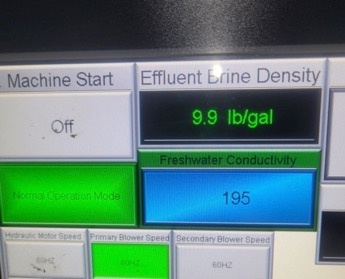 Machine Start
Effluent Brine Density
Off
9.9 lb/gal
Freshwater Conductivity
Normal Operation Mode
195
Hydraulic Motor Speed
Primary Blower Speed
Secondary Blower Speed
60HZ
60HZ
60HZ